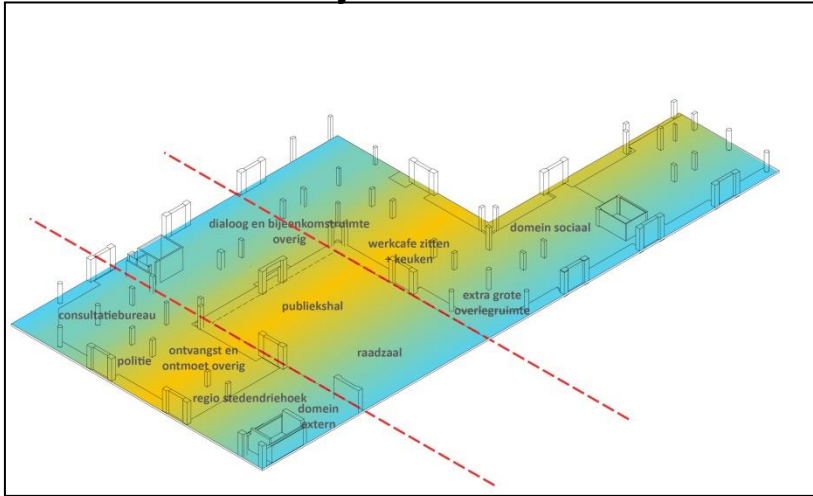 dialoog en bijeenkomstruimte
overig
werkcafe zitten
+ keuken
domein sociaal
consultatiebureau
publiekshal
extra grote
overlegruimte
politie
ontvangst en
ontmoet overig
raadzaal
regio stedendriehoek
domein
extern